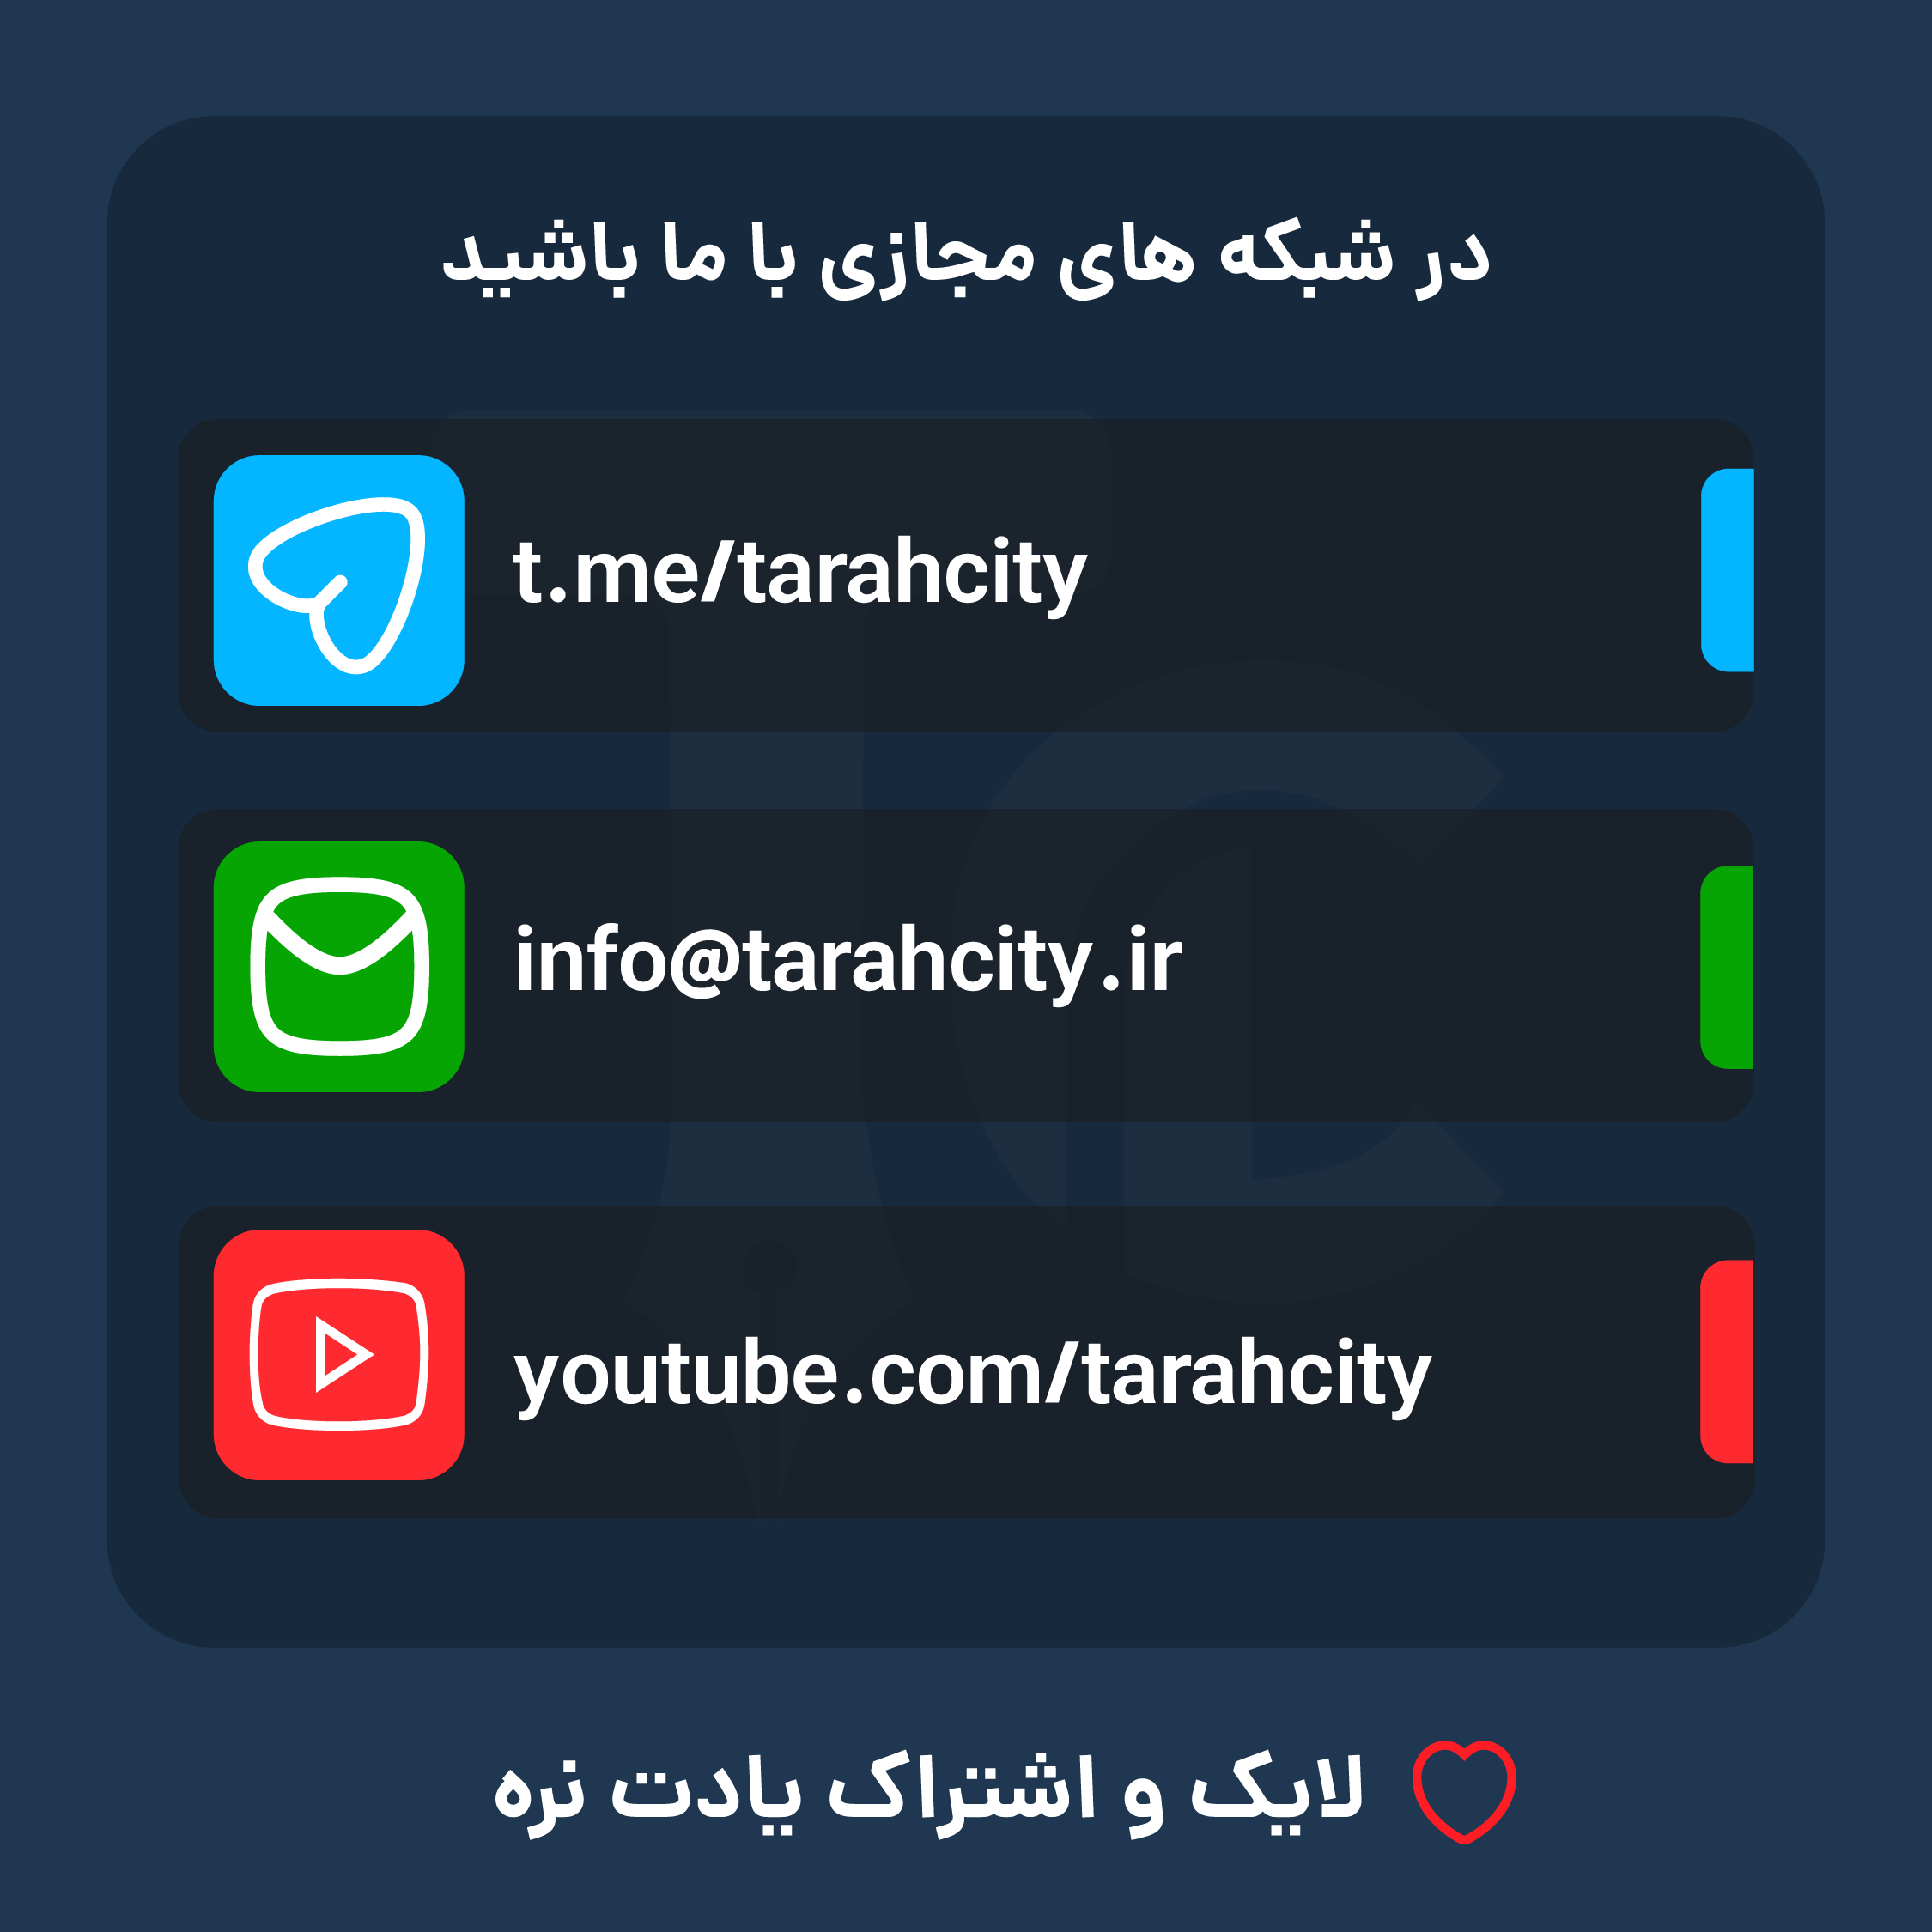 در شبکه های مجازی با ما باشید
t.me/tarahcity
info@tarahcity.ir
youtube.com/tarahcity
لایک و اشتراک یادت نره